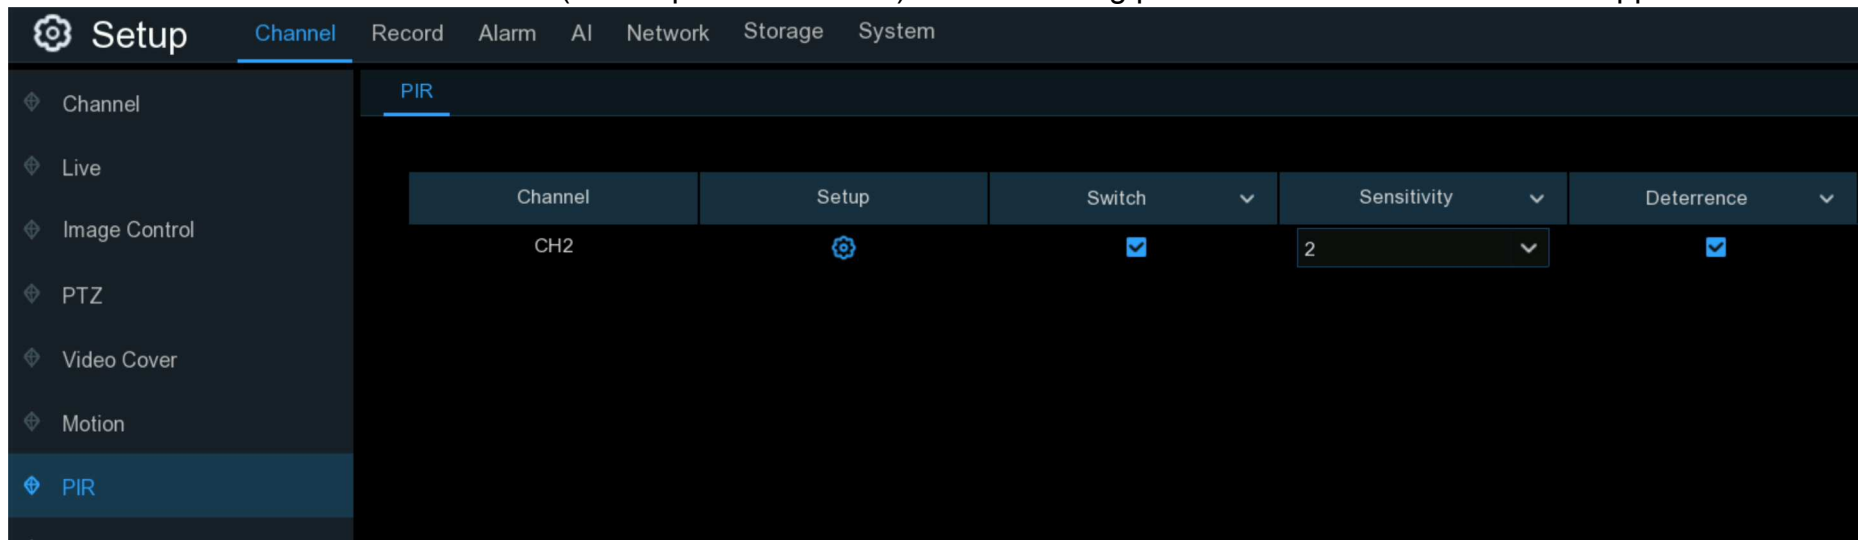 Setup Channel Record Alarm AI Network Storage System
Channel
Live
Image Control
PTZ
Video Cover
Motion
PIR
PIR
Channel Setup Switch Sensitivity Deterrence
CH2 2